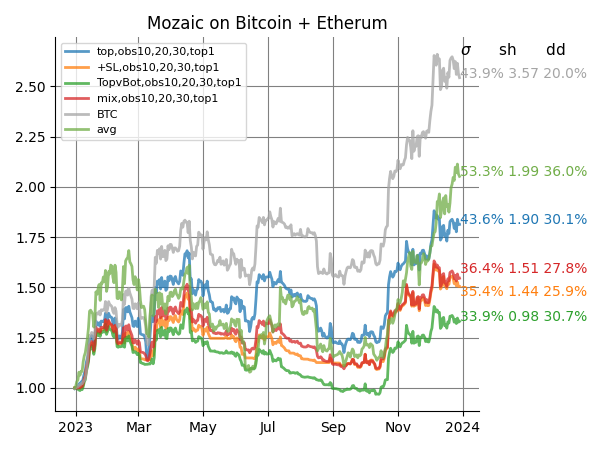 Mozaic on Bitcoin + Etherum
σ sh dd
top,obs10,20,30,top1
+SL,obs10,20,30,top1
TopvBot,obs10,20,30,top1
mix,obs10,20,30,top1
BTC
avg
43.9% 3.57 20.0%
53.3% 1.99 36.0%
43.6% 1.90 30.1%
36.4% 1.51 27.8%
35.4% 1.44 25.9%
33.9% 0.98 30.7%
2.50
2.25
2.00
1.75
1.50
1.25
1.00
2023 Mar May Jul Sep Nov 2024